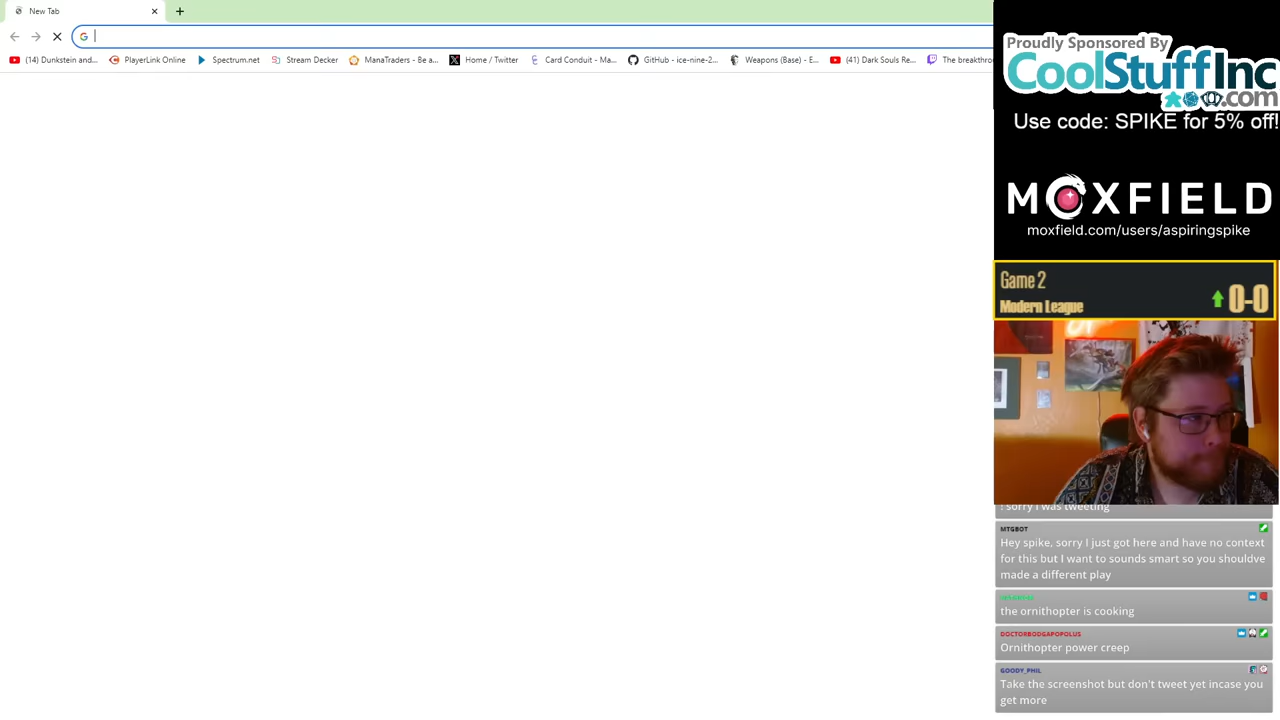 New Tab
(14) Dunkstein and...
PlayerLink Online
Spectrum.net
Stream Decker
ManaTraders - Be a...
Home / Twitter
Card Conduit - Ma...
GitHub - ice-nine-2...
Weapons (Base) - E...
(41) Dark Souls Re...
The breakthro
Proudly Sponsored By
CoolStuffInc
.com
Use code: SPIKE for 5% off!
MOXFIELD
moxfield.com/users/aspiringspike
Game 2
Modern League
0-0
! sorry I was tweeting
MTGBOT
Hey spike, sorry I just got here and have no context
for this but I want to sounds smart so you shouldve
made a different play
the ornithopter is cooking
DOCTORBODGAPOPOLUS
Ornithopter power creep
GOODY_PHIL
Take the screenshot but don't tweet yet incase you
get more